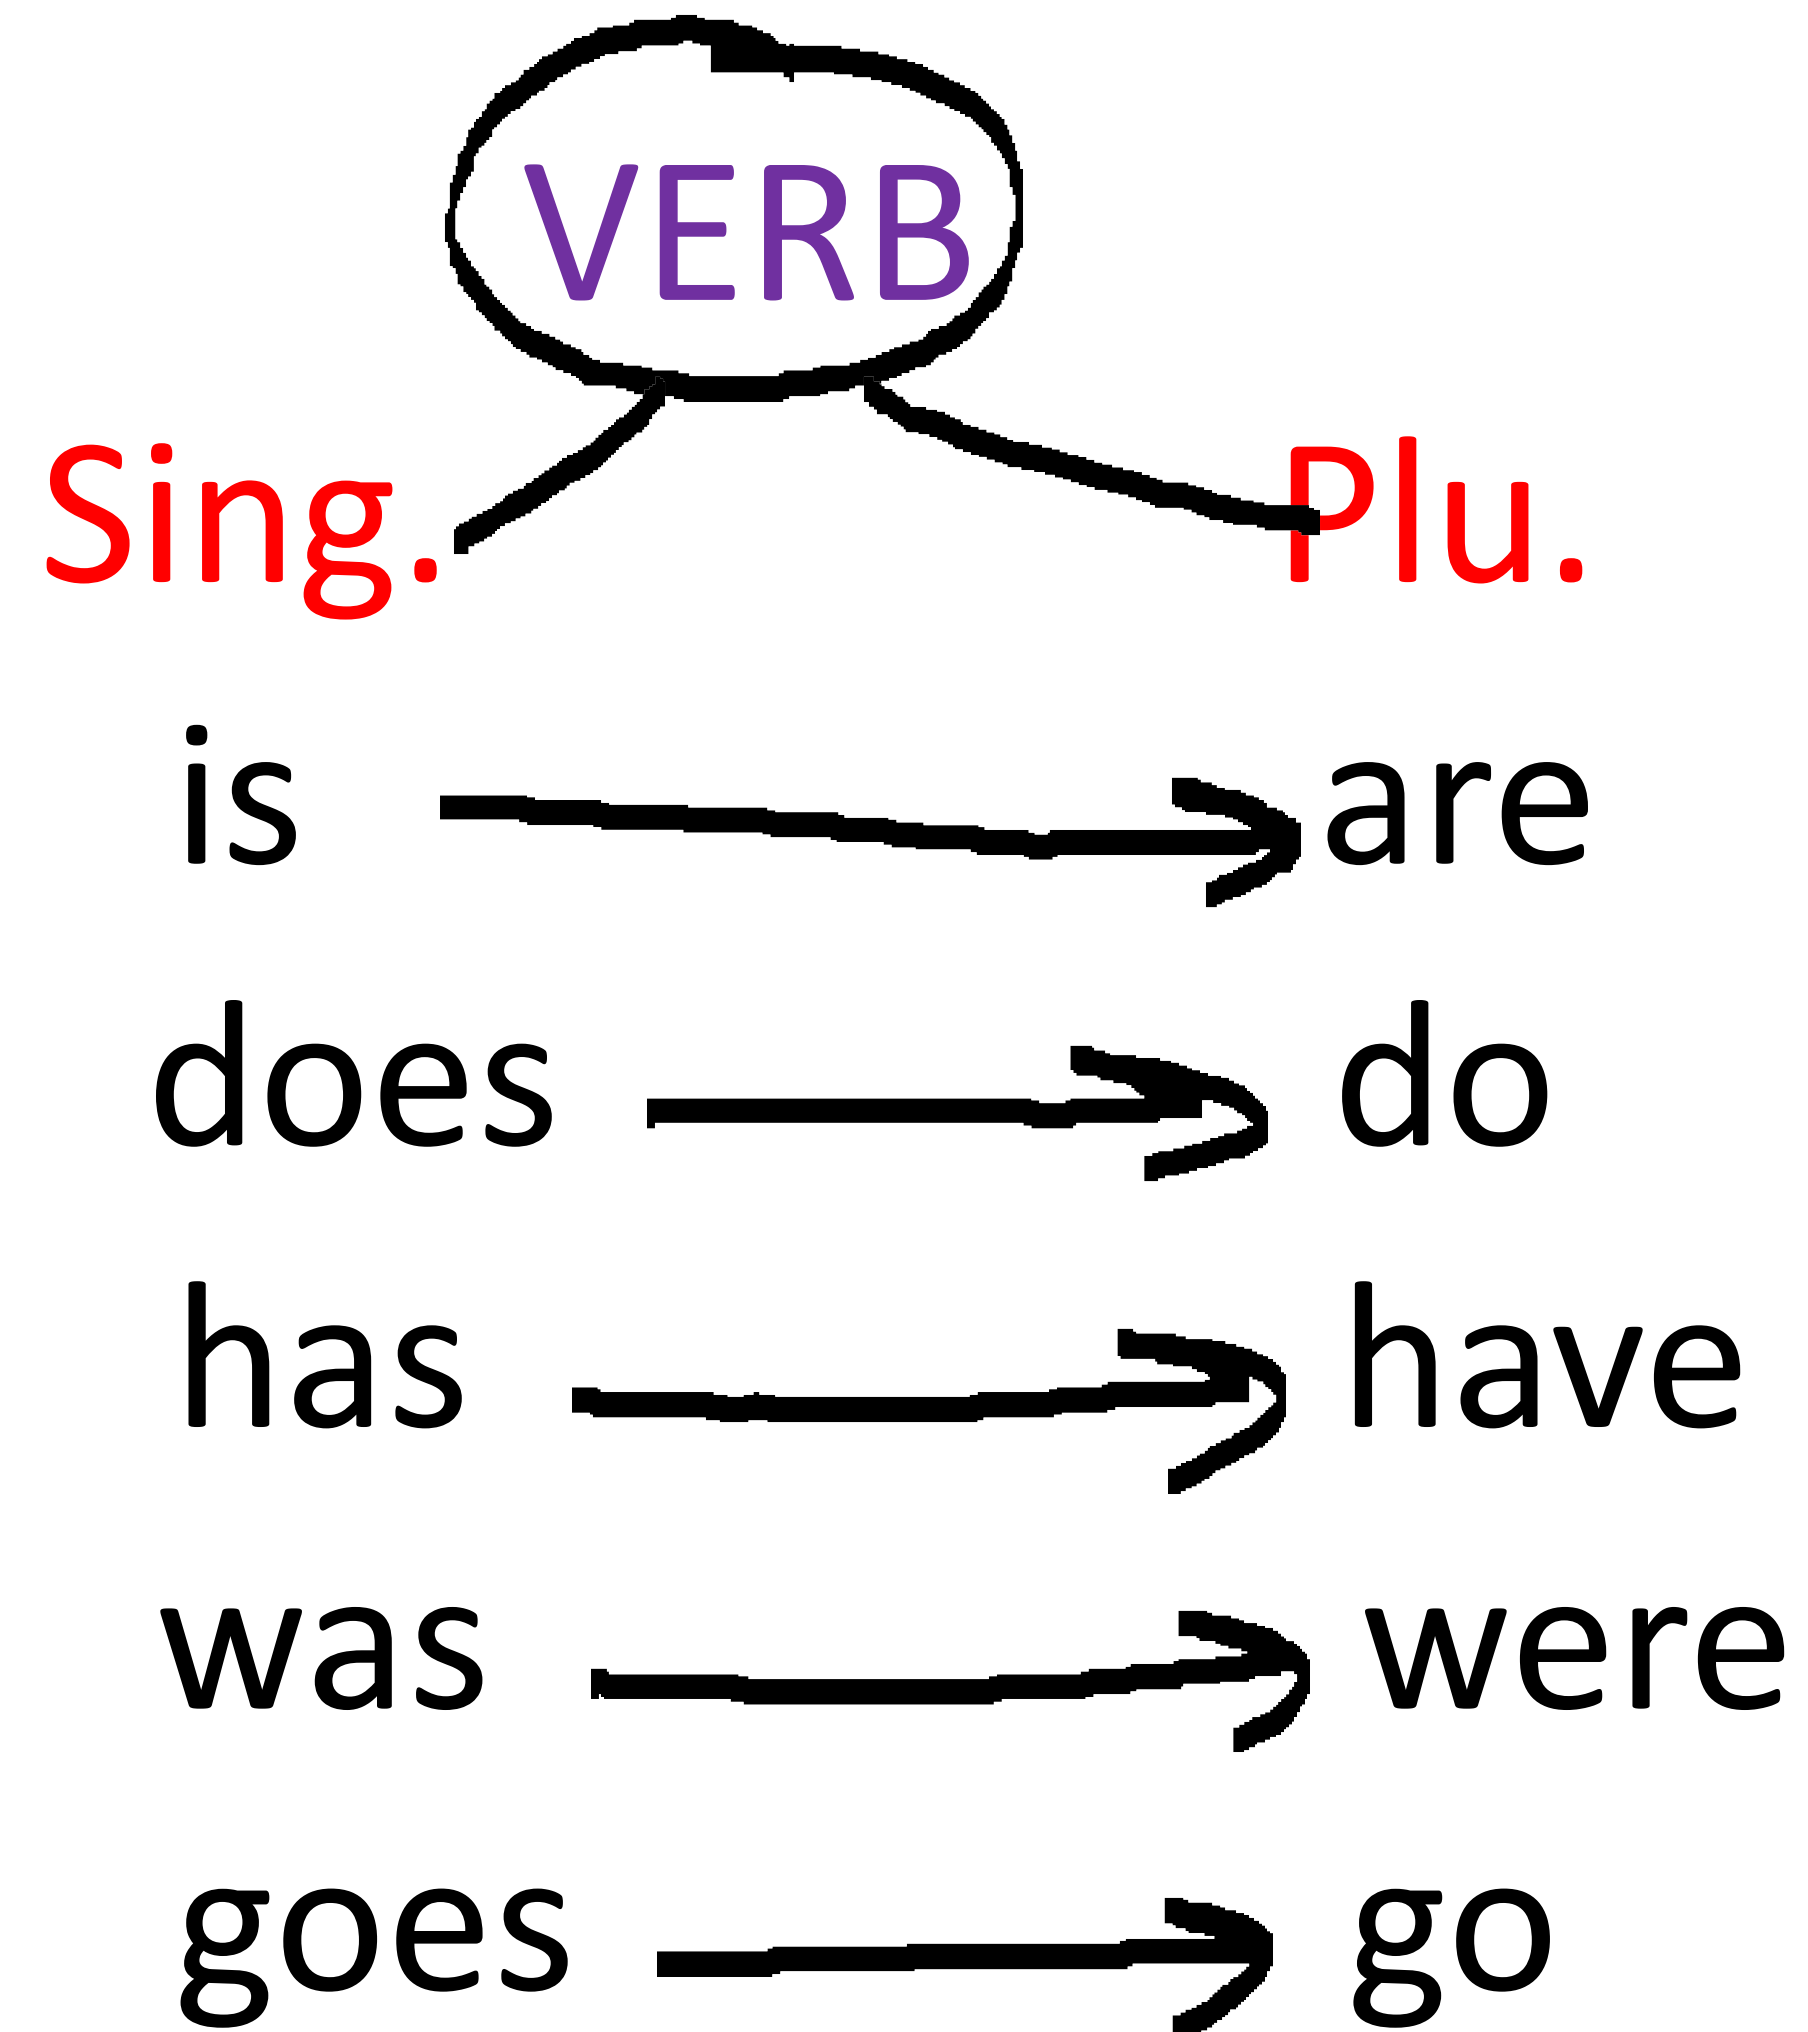 VERB
Sing. Plu.
is are
does do
has have
was were
goes go